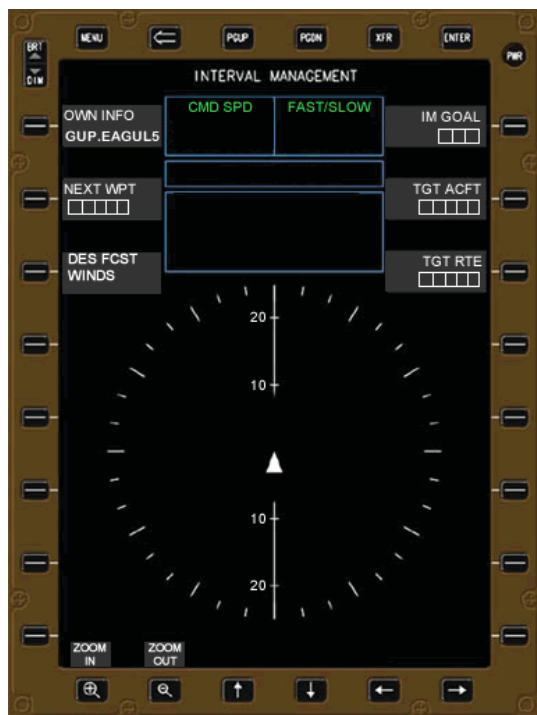 MENU PGUP PGDN XFR ENTER
BRT
DIM
PWR
INTERVAL MANAGEMENT
OWN INFO
GUP.EAGUL5
CMD SPD FAST/SLOW
IM GOAL
NEXT WPT
TGT ACFT
DES FCST
WINDS
TGT RTE
20
10
10
20
ZOOM
IN
ZOOM
OUT